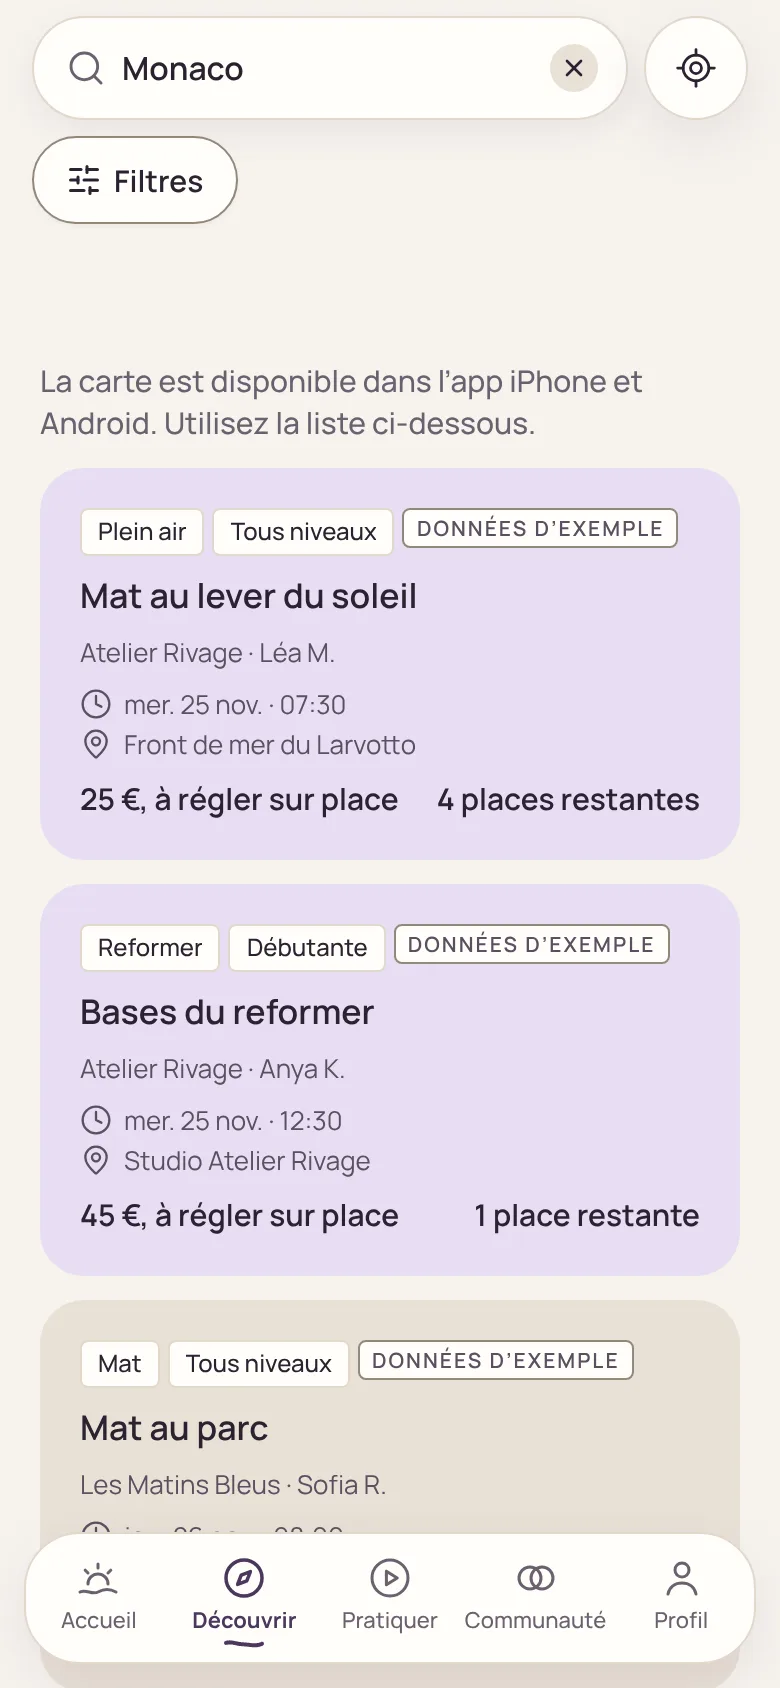 Monaco
Filtres
La carte est disponible dans l’app iPhone et
Android. Utilisez la liste ci-dessous.
Plein air
Tous niveaux
DONNÉES D’EXEMPLE
Mat au lever du soleil
Atelier Rivage · Léa M.
mer. 25 nov. · 07:30
Front de mer du Larvotto
25 €, à régler sur place
4 places restantes
Reformer
Débutante
DONNÉES D’EXEMPLE
Bases du reformer
Atelier Rivage · Anya K.
mer. 25 nov. · 12:30
Studio Atelier Rivage
45 €, à régler sur place
1 place restante
Mat
Tous niveaux
DONNÉES D’EXEMPLE
Mat au parc
Les Matins Bleus · Sofia R.
Accueil
Découvrir
Pratiquer
Communauté
Profil